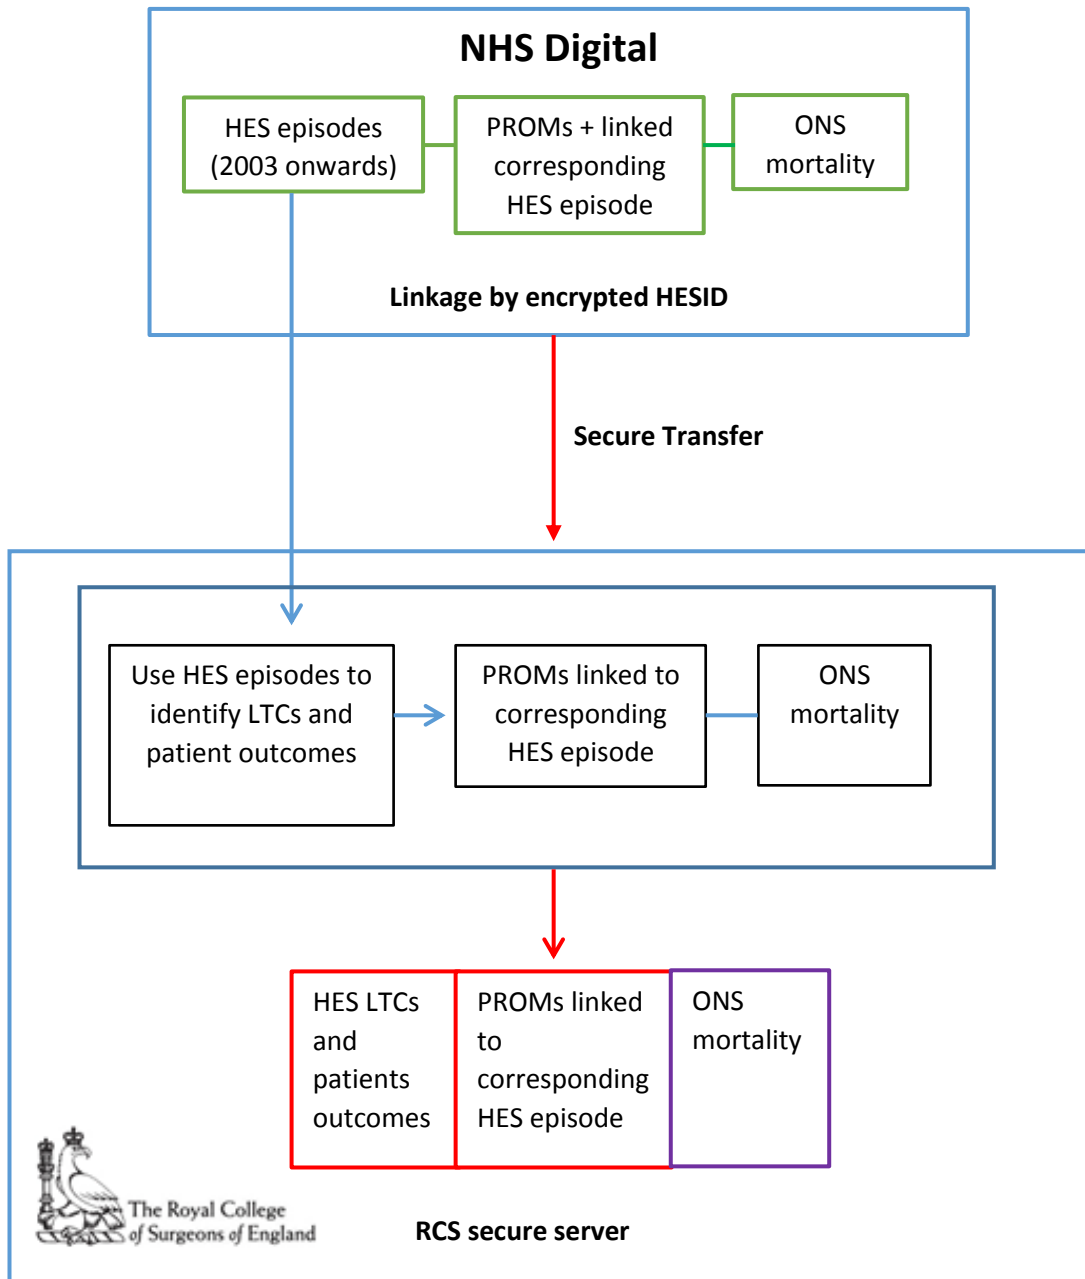 NHS Digital
HES episodes
(2003 onwards)
PROMs + linked
corresponding
HES episode
ONS
mortality
Linkage by encrypted HESID
Secure Transfer
Use HES episodes to
identify LTCs and
patient outcomes
PROMs linked to
corresponding
HES episode
ONS
mortality
HES LTCs
and
patients
outcomes
PROMs linked
to
corresponding
HES episode
ONS
mortality
The Royal College
of Surgeons of England
RCS secure server